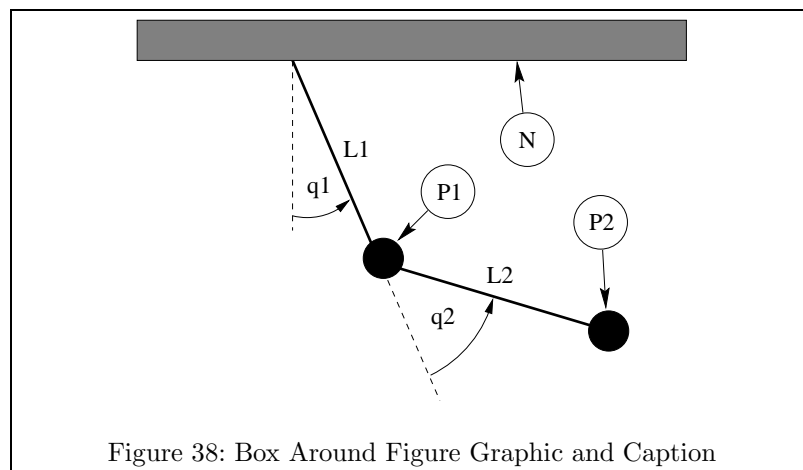 N
L1
q1
P1
P2
L2
q2
Figure 38: Box Around Figure Graphic and Caption